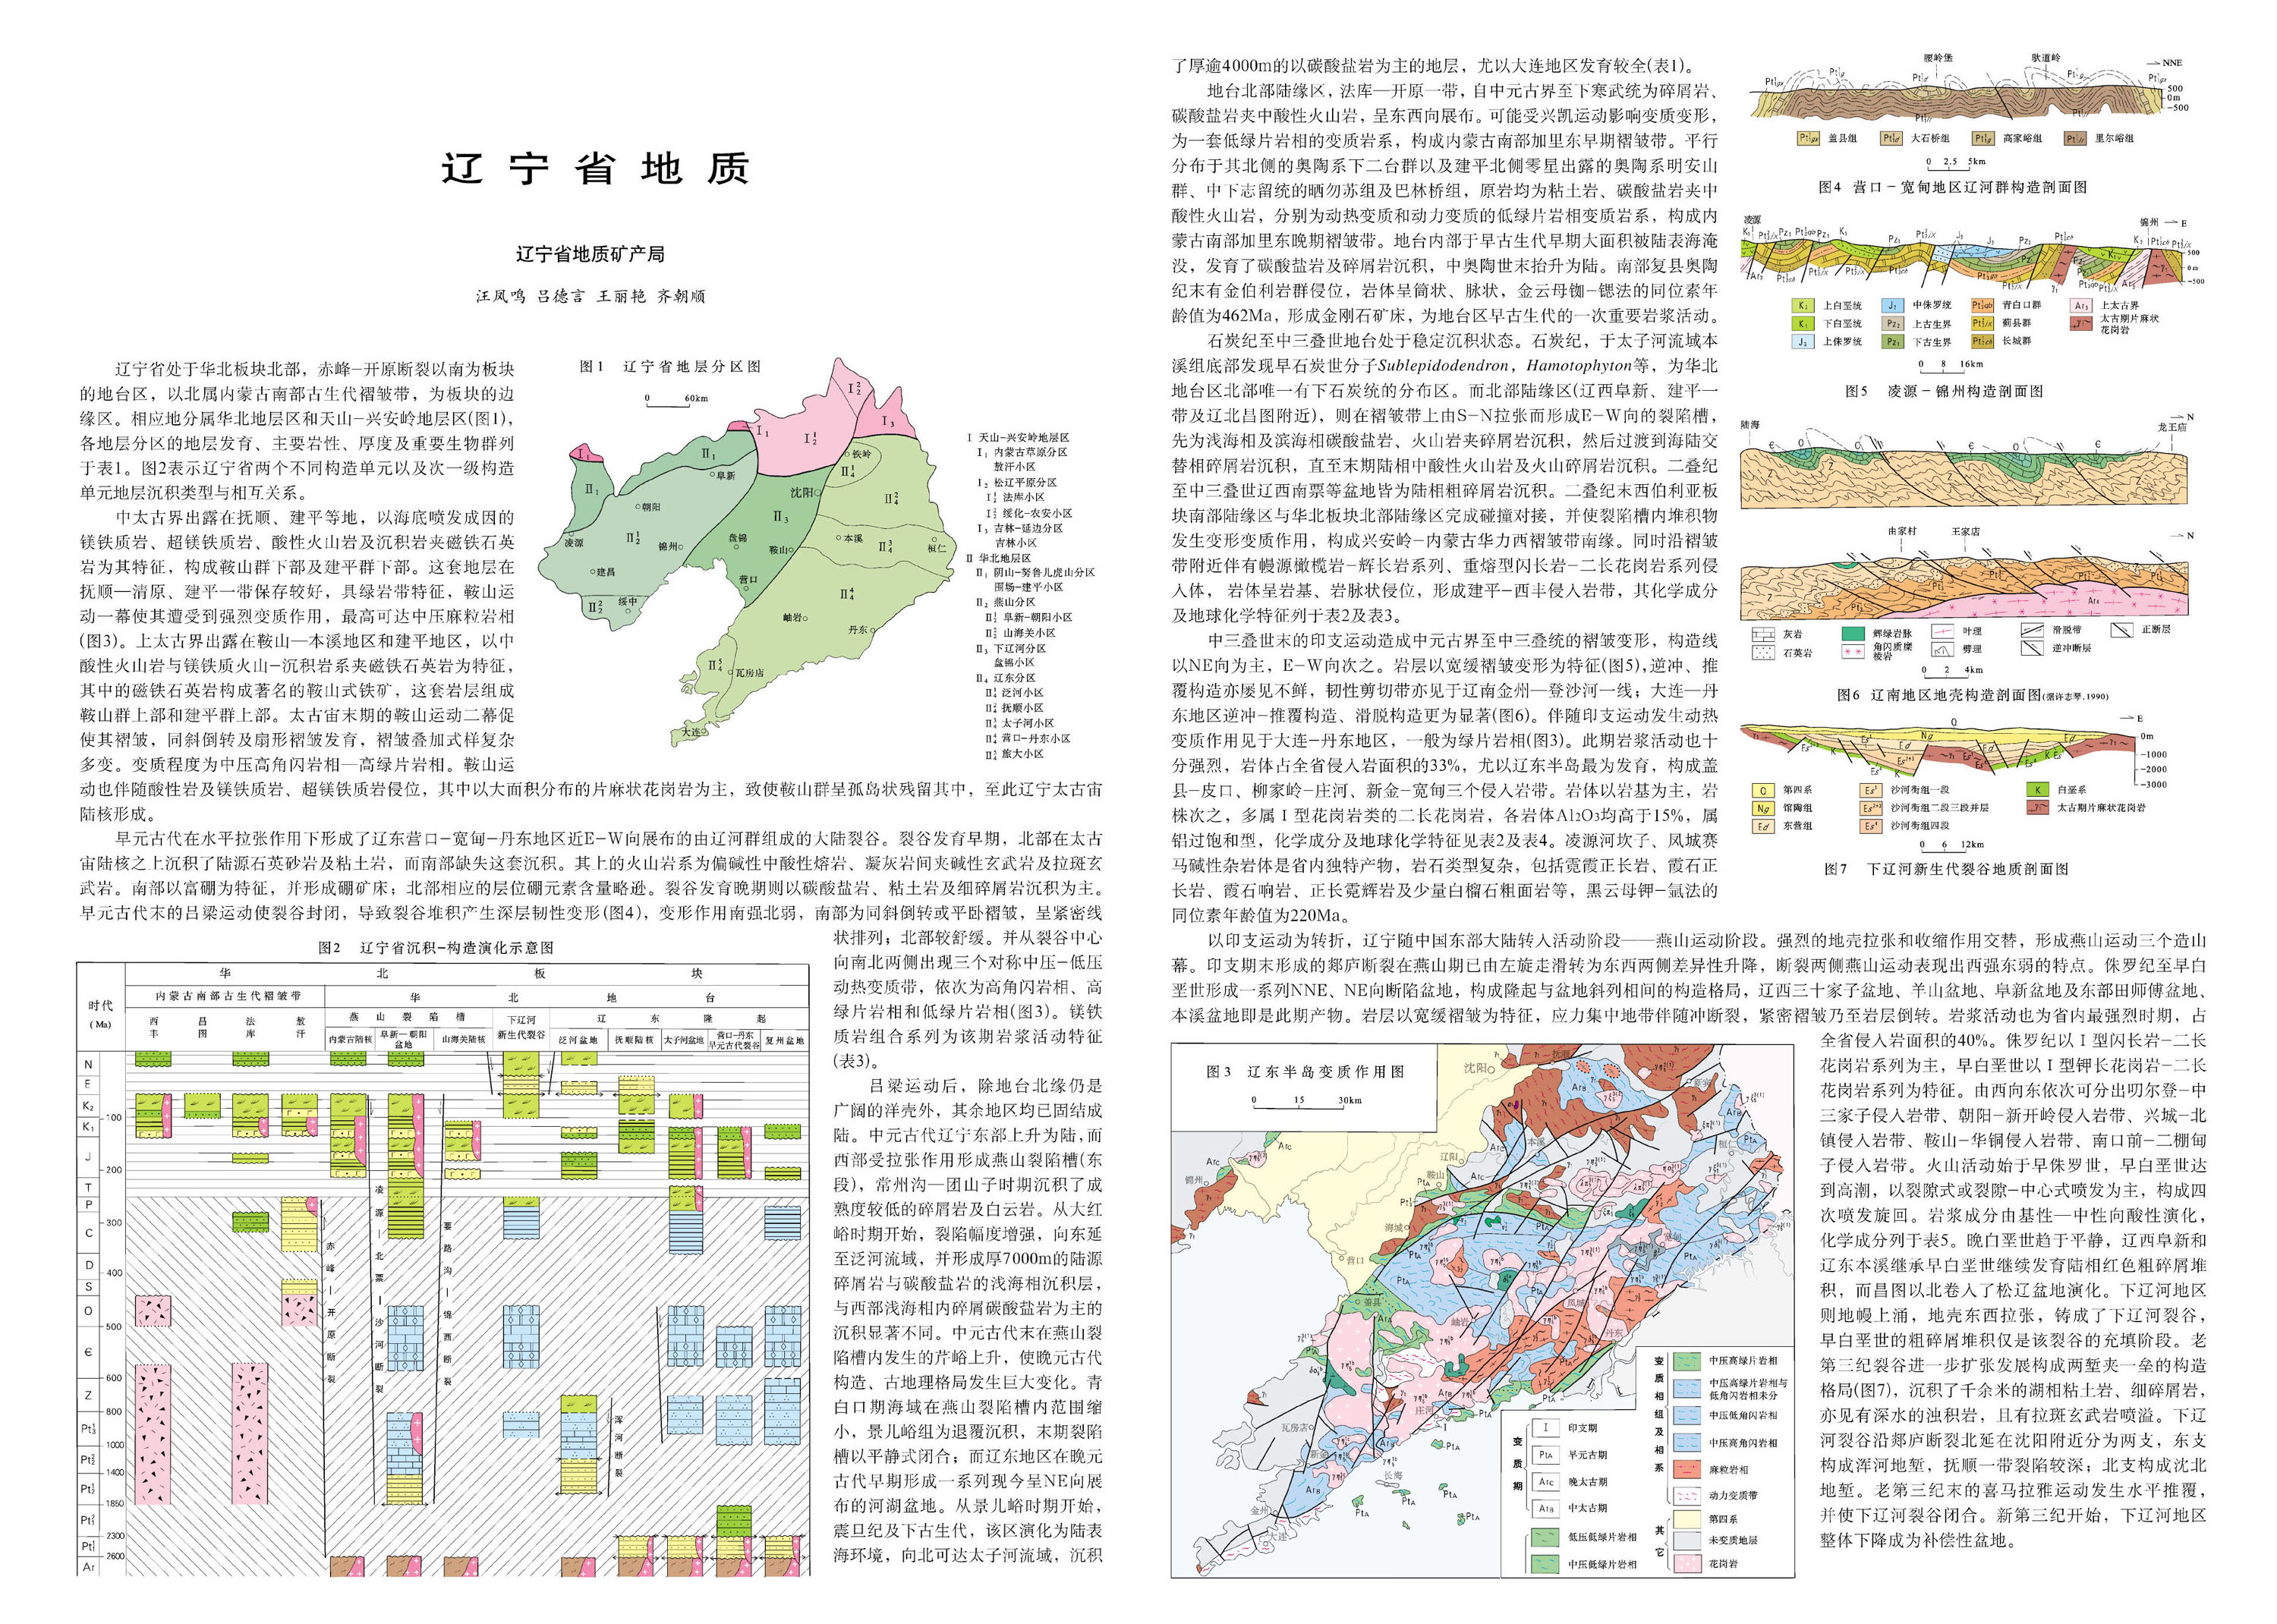 辽宁省地质
辽宁省地质矿产局
汪凤鸣 吕德言 王丽艳 齐朝顺
辽宁省处于华北板块北部，赤峰-开原断裂以南为板块
的地台区，以北属内蒙古南部古生代褶皱带，为板块的边
缘区。相应地分属华北地层区和天山-兴安岭地层区(图1)，
各地层分区的地层发育、主要岩性、厚度及重要生物群列
于表1。图2表示辽宁省两个不同构造单元以及次一级构造
单元地层沉积类型与相互关系。
中太古界出露在抚顺、建平等地，以海底喷发成因的
镁铁质岩、超镁铁质岩、酸性火山岩及沉积岩夹磁铁石英
岩为其特征，构成鞍山群下部及建平群下部。这套地层在
抚顺—清原、建平一带保存较好，具绿岩带特征，鞍山运
动一幕使其遭受到强烈变质作用，最高可达中压麻粒岩相
(图3)。上太古界出露在鞍山—本溪地区和建平地区，以中
酸性火山岩与镁铁质火山-沉积岩系夹磁铁石英岩为特征，
其中的磁铁石英岩构成著名的鞍山式铁矿，这套岩层组成
鞍山群上部和建平群上部。太古宙末期的鞍山运动二幕促
使其褶皱，同斜倒转及扇形褶皱发育，褶皱叠加式样复杂
多变。变质程度为中压高角闪岩相—高绿片岩相。鞍山运
动也伴随酸性岩及镁铁质岩、超镁铁质岩侵位，其中以大面积分布的片麻状花岗岩为主，致使鞍山群呈孤岛状残留其中，至此辽宁太古宙
陆核形成。
早元古代在水平拉张作用下形成了辽东营口-宽甸-丹东地区近E-W向展布的由辽河群组成的大陆裂谷。裂谷发育早期，北部在太古
宙陆核之上沉积了陆源石英砂岩及粘土岩，而南部缺失这套沉积。其上的火山岩系为偏碱性中酸性熔岩、凝灰岩间夹碱性玄武岩及拉斑玄
武岩。南部以富硼为特征，并形成硼矿床；北部相应的层位硼元素含量略逊。裂谷发育晚期则以碳酸盐岩、粘土岩及细碎屑岩沉积为主。
早元古代末的吕梁运动使裂谷封闭，导致裂谷堆积产生深层韧性变形(图4)，变形作用南强北弱，南部为同斜倒转或平卧褶皱，呈紧密线
状排列；北部较舒缓。并从裂谷中心
向南北两侧出现三个对称中压-低压
动热变质带，依次为高角闪岩相、高
绿片岩相和低绿片岩相(图3)。镁铁
质岩组合系列为该期岩浆活动特征
(表3)。
吕梁运动后，除地台北缘仍是
广阔的洋壳外，其余地区均已固结成
陆。中元古代辽宁东部上升为陆,而
西部受拉张作用形成燕山裂陷槽(东
段)，常州沟—团山子时期沉积了成
熟度较低的碎屑岩及白云岩。从大红
峪时期开始，裂陷幅度增强，向东延
至泛河流域，并形成厚7000m的陆源
碎屑岩与碳酸盐岩的浅海相沉积层，
与西部浅海相内碎屑碳酸盐岩为主的
沉积显著不同。中元古代末在燕山裂
陷槽内发生的芹峪上升，使晚元古代
构造、古地理格局发生巨大变化。青
白口期海域在燕山裂陷槽内范围缩
小，景儿峪组为退覆沉积，末期裂陷
槽以平静式闭合；而辽东地区在晚元
古代早期形成一系列现今呈NE向展
布的河湖盆地。从景儿峪时期开始，
震旦纪及下古生代，该区演化为陆表
海环境，向北可达太子河流域，沉积
图1 辽宁省地层分区图
0 60km
Ⅰ 天山-兴安岭地层区
Ⅰ₁ 内蒙古草原分区
敖汗小区
Ⅰ₂ 松辽平原分区
Ⅰ¹₂ 法库小区
Ⅰ²₂ 绥化-农安小区
Ⅰ₃ 吉林-延边分区
吉林小区
Ⅱ 华北地层区
Ⅱ₁ 阴山-努鲁儿虎山分区
围场-建平小区
Ⅱ₂ 燕山分区
Ⅱ¹₂ 阜新-朝阳小区
Ⅱ²₂ 山海关小区
Ⅱ₃ 下辽河分区
盘锦小区
Ⅱ₄ 辽东分区
Ⅱ¹₄ 泛河小区
Ⅱ²₄ 抚顺小区
Ⅱ³₄ 太子河小区
Ⅱ⁴₄ 营口-丹东小区
Ⅱ⁵₄ 旅大小区
铁岭
阜新
沈阳
朝阳
凌源
锦州
盘锦
鞍山
本溪
桓仁
建昌
营口
绥中
岫岩
丹东
瓦房店
大连
图2 辽宁省沉积-构造演化示意图
时代
(Ma)
华 北 板 块
内蒙古南部古生代褶皱带
华 北 地 台
西丰
昌图
法库
敖汗
燕山裂陷槽
下辽河
新生代裂谷
辽东隆起
内蒙古陆核
阜新—朝阳
盆地
山海关陆核
泛河盆地
抚顺陆核
太子河盆地
营口-丹东
早元古代裂谷
复州盆地
N
E
K₂
100
K₁
J
200
T
P
300
C
D
400
S
O
500
Є
600
Z
800
Pt¹₃
1000
Pt²₂
1400
Pt¹₂
1850
Pt²₁
2300
Pt¹₁
2600
Ar
赤峰—开原断裂
凌源—北票—沙河断裂
要路沟—锦西断裂
浑河断裂
了厚逾4000m的以碳酸盐岩为主的地层，尤以大连地区发育较全(表1)。
地台北部陆缘区，法库—开原一带，自中元古界至下寒武统为碎屑岩、
碳酸盐岩夹中酸性火山岩，呈东西向展布。可能受兴凯运动影响变质变形，
为一套低绿片岩相的变质岩系，构成内蒙古南部加里东早期褶皱带。平行
分布于其北侧的奥陶系下二台群以及建平北侧零星出露的奥陶系明安山
群、中下志留统的晒勿苏组及巴林桥组，原岩均为粘土岩、碳酸盐岩夹中
酸性火山岩，分别为动热变质和动力变质的低绿片岩相变质岩系，构成内
蒙古南部加里东晚期褶皱带。地台内部于早古生代早期大面积被陆表海淹
没，发育了碳酸盐岩及碎屑岩沉积，中奥陶世末抬升为陆。南部复县奥陶
纪末有金伯利岩群侵位，岩体呈筒状、脉状，金云母铷-锶法的同位素年
龄值为462Ma，形成金刚石矿床，为地台区早古生代的一次重要岩浆活动。
石炭纪至中三叠世地台处于稳定沉积状态。石炭纪，于太子河流域本
溪组底部发现早石炭世分子Sublepidodendron，Hamotophyton等，为华北
地台区北部唯一有下石炭统的分布区。而北部陆缘区(辽西阜新、建平一
带及辽北昌图附近)，则在褶皱带上由S-N拉张而形成E-W向的裂陷槽，
先为浅海相及滨海相碳酸盐岩、火山岩夹碎屑岩沉积，然后过渡到海陆交
替相碎屑岩沉积，直至末期陆相中酸性火山岩及火山碎屑岩沉积。二叠纪
至中三叠世辽西南票等盆地皆为陆相粗碎屑岩沉积。二叠纪末西伯利亚板
块南部陆缘区与华北板块北部陆缘区完成碰撞对接，并使裂陷槽内堆积物
发生变形变质作用，构成兴安岭-内蒙古华力西褶皱带南缘。同时沿褶皱
带附近伴有幔源橄榄岩-辉长岩系列、重熔型闪长岩-二长花岗岩系列侵
入体， 岩体呈岩基、岩脉状侵位，形成建平-西丰侵入岩带，其化学成分
及地球化学特征列于表2及表3。
中三叠世末的印支运动造成中元古界至中三叠统的褶皱变形，构造线
以NE向为主，E-W向次之。岩层以宽缓褶皱变形为特征(图5),逆冲、推
覆构造亦屡见不鲜，韧性剪切带亦见于辽南金州—登沙河一线；大连—丹
东地区逆冲-推覆构造、滑脱构造更为显著(图6)。伴随印支运动发生动热
变质作用见于大连-丹东地区，一般为绿片岩相(图3)。此期岩浆活动也十
分强烈，岩体占全省侵入岩面积的33%，尤以辽东半岛最为发育，构成盖
县-皮口、柳家岭-庄河、新金-宽甸三个侵入岩带。岩体以岩基为主，岩
株次之，多属Ⅰ型花岗岩类的二长花岗岩，各岩体Al₂O₃均高于15%，属
铝过饱和型，化学成分及地球化学特征见表2及表4。凌源河坎子、凤城赛
马碱性杂岩体是省内独特产物，岩石类型复杂，包括霓霞正长岩、霞石正
长岩、霞石响岩、正长霓辉岩及少量白榴石粗面岩等，黑云母钾-氩法的
同位素年龄值为220Ma。
以印支运动为转折，辽宁随中国东部大陆转入活动阶段——燕山运动阶段。强烈的地壳拉张和收缩作用交替，形成燕山运动三个造山
幕。印支期末形成的郯庐断裂在燕山期已由左旋走滑转为东西两侧差异性升降，断裂两侧燕山运动表现出西强东弱的特点。侏罗纪至早白
垩世形成一系列NNE、NE向断陷盆地，构成隆起与盆地斜列相间的构造格局，辽西三十家子盆地、羊山盆地、阜新盆地及东部田师傅盆地、
本溪盆地即是此期产物。岩层以宽缓褶皱为特征，应力集中地带伴随冲断裂，紧密褶皱乃至岩层倒转。岩浆活动也为省内最强烈时期，占
全省侵入岩面积的40%。侏罗纪以Ⅰ型闪长岩-二长
花岗岩系列为主，早白垩世以Ⅰ型钾长花岗岩-二长
花岗岩系列为特征。由西向东依次可分出叨尔登-中
三家子侵入岩带、朝阳-新开岭侵入岩带、兴城-北
镇侵入岩带、鞍山-华铜侵入岩带、南口前-二棚甸
子侵入岩带。火山活动始于早侏罗世，早白垩世达
到高潮，以裂隙式或裂隙-中心式喷发为主，构成四
次喷发旋回。岩浆成分由基性—中性向酸性演化，
化学成分列于表5。晚白垩世趋于平静，辽西阜新和
辽东本溪继承早白垩世继续发育陆相红色粗碎屑堆
积，而昌图以北卷入了松辽盆地演化。下辽河地区
则地幔上涌，地壳东西拉张，铸成了下辽河裂谷，
早白垩世的粗碎屑堆积仅是该裂谷的充填阶段。老
第三纪裂谷进一步扩张发展构成两堑夹一垒的构造
格局(图7)，沉积了千余米的湖相粘土岩、细碎屑岩，
亦见有深水的浊积岩，且有拉斑玄武岩喷溢。下辽
河裂谷沿郯庐断裂北延在沈阳附近分为两支，东支
构成浑河地堑，抚顺一带裂陷较深；北支构成沈北
地堑。老第三纪末的喜马拉雅运动发生水平推覆，
并使下辽河裂谷闭合。新第三纪开始，下辽河地区
整体下降成为补偿性盆地。
腰岭堡
驮道岭
NNE
500
0m
-500
盖县组
大石桥组
高家峪组
里尔峪组
0 2.5 5km
图4 营口-宽甸地区辽河群构造剖面图
凌源
锦州
E
500
0m
-500
K₂ 上白垩统
K₁ 下白垩统
J₃ 上侏罗统
J₂ 中侏罗统
Pz₂ 上古生界
Pz₁ 下古生界
青白口群
蓟县群
长城群
Ar₃ 上太古界
太古期片麻状
花岗岩
0 8 16km
图5 凌源-锦州构造剖面图
陆海
龙王庙
N
由家村
王家店
N
灰岩
石英岩
辉绿岩脉
角闪质糜
棱岩
叶理
劈理
滑脱带
逆冲断层
正断层
0 2 4km
图6 辽南地区地壳构造剖面图(据许志琴,1990)
E
0m
-1000
-2000
-3000
Q 第四系
Ng 馆陶组
Ed 东营组
Es¹ 沙河街组一段
Es²⁺³ 沙河街组二段三段并层
Es⁴ 沙河街组四段
K 白垩系
太古期片麻状花岗岩
0 6 12km
图7 下辽河新生代裂谷地质剖面图
图3 辽东半岛变质作用图
0 15 30km
沈阳
抚顺
新宾
本溪
桓仁
辽阳
鞍山
锦州
海城
营口
盖县
宽甸
岫岩
凤城
丹东
庄河
瓦房店
新金
长海
金州
大连
变质期
Ⅰ 印支期
PtA 早元古期
Arc 晚太古期
ArB 中太古期
低压低绿片岩相
中压低绿片岩相
变质相组及相系
中压高绿片岩相
中压高绿片岩相与
低角闪岩相未分
中压低角闪岩相
中压高角闪岩相
麻粒岩相
动力变质带
其它
第四系
未变质地层
花岗岩